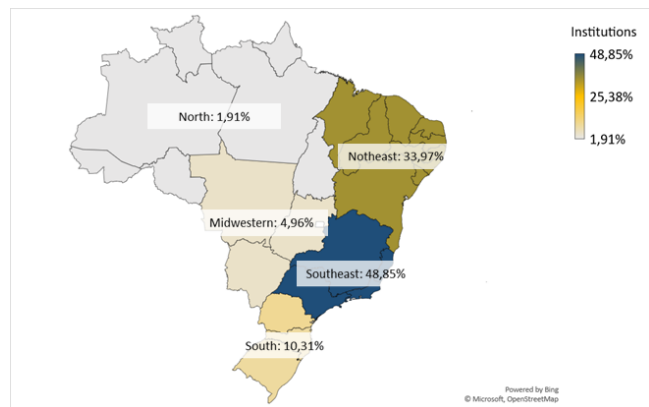 Institutions
48,85%
25,38%
1,91%
North: 1,91%
Notheast: 33,97%
Midwestern: 4,96%
Southeast: 48,85%
South: 10,31%
Powered by Bing
© Microsoft, OpenStreetMap